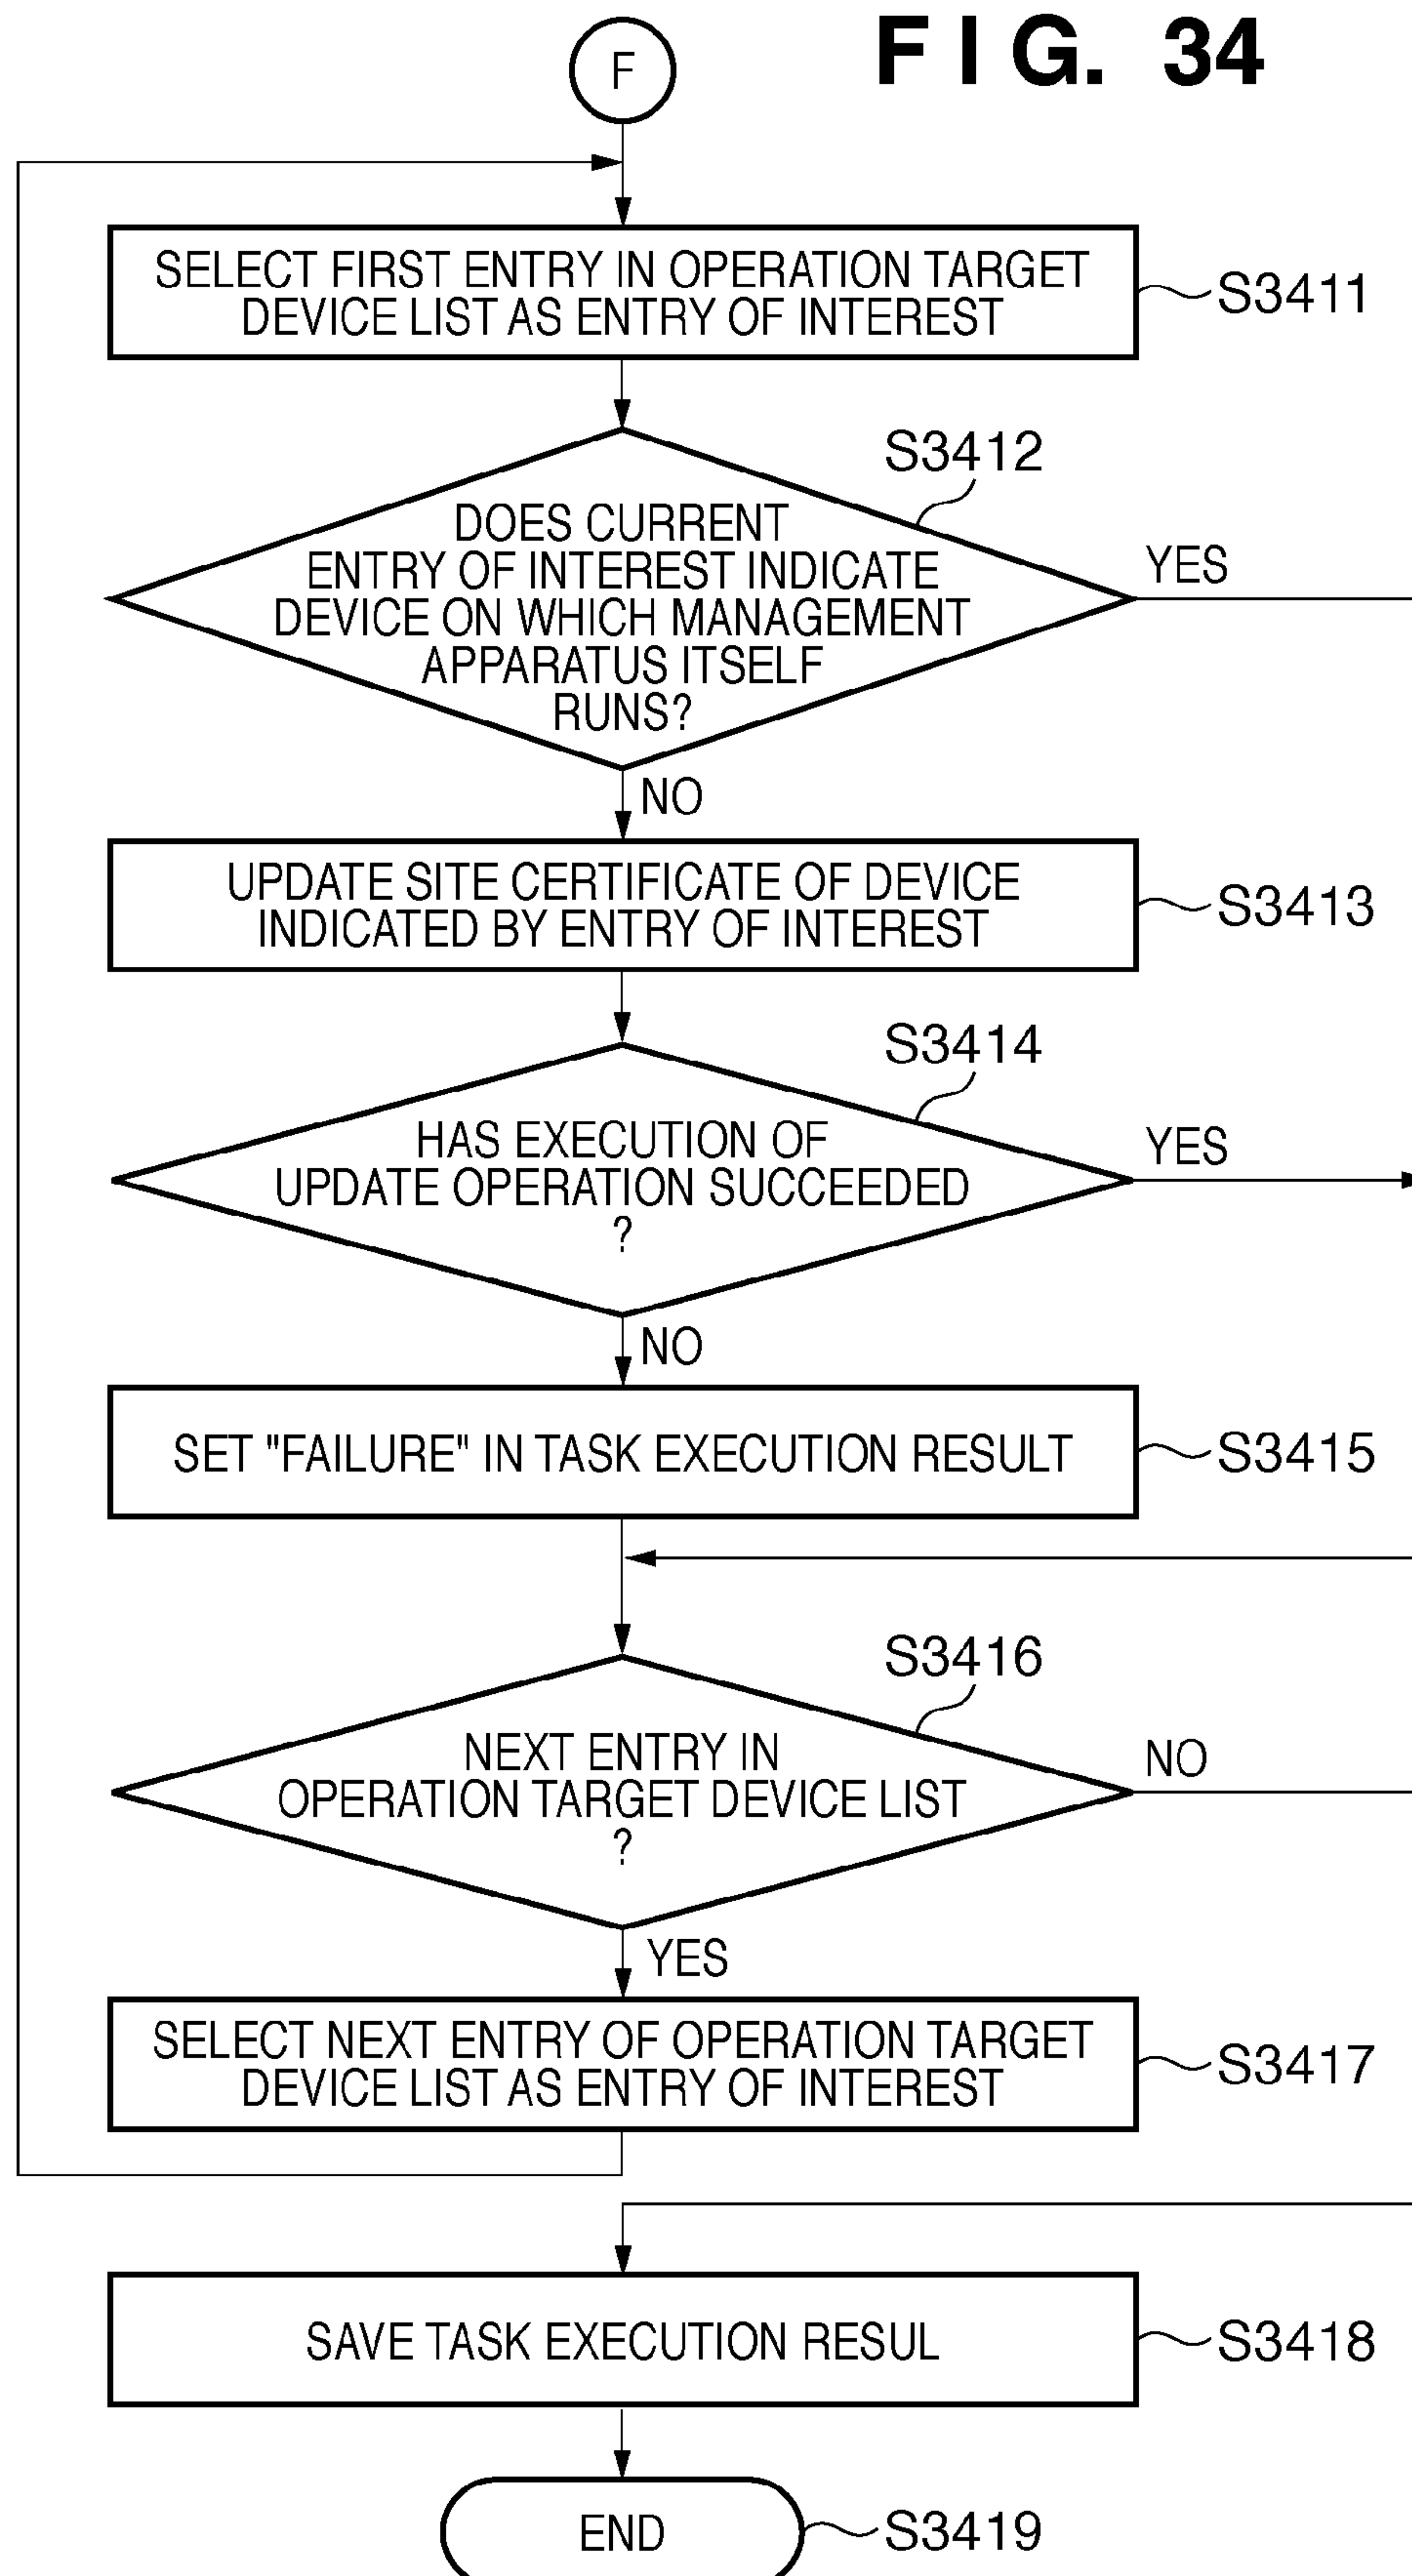 F I G. 34
F
SELECT FIRST ENTRY IN OPERATION TARGET
DEVICE LIST AS ENTRY OF INTEREST
S3411
S3412
DOES CURRENT
ENTRY OF INTEREST INDICATE
DEVICE ON WHICH MANAGEMENT
APPARATUS ITSELF
RUNS?
YES
NO
UPDATE SITE CERTIFICATE OF DEVICE
INDICATED BY ENTRY OF INTEREST
S3413
S3414
HAS EXECUTION OF
UPDATE OPERATION SUCCEEDED
?
YES
NO
SET "FAILURE" IN TASK EXECUTION RESULT
S3415
S3416
NEXT ENTRY IN
OPERATION TARGET DEVICE LIST
?
NO
YES
SELECT NEXT ENTRY OF OPERATION TARGET
DEVICE LIST AS ENTRY OF INTEREST
S3417
SAVE TASK EXECUTION RESUL
S3418
END
S3419